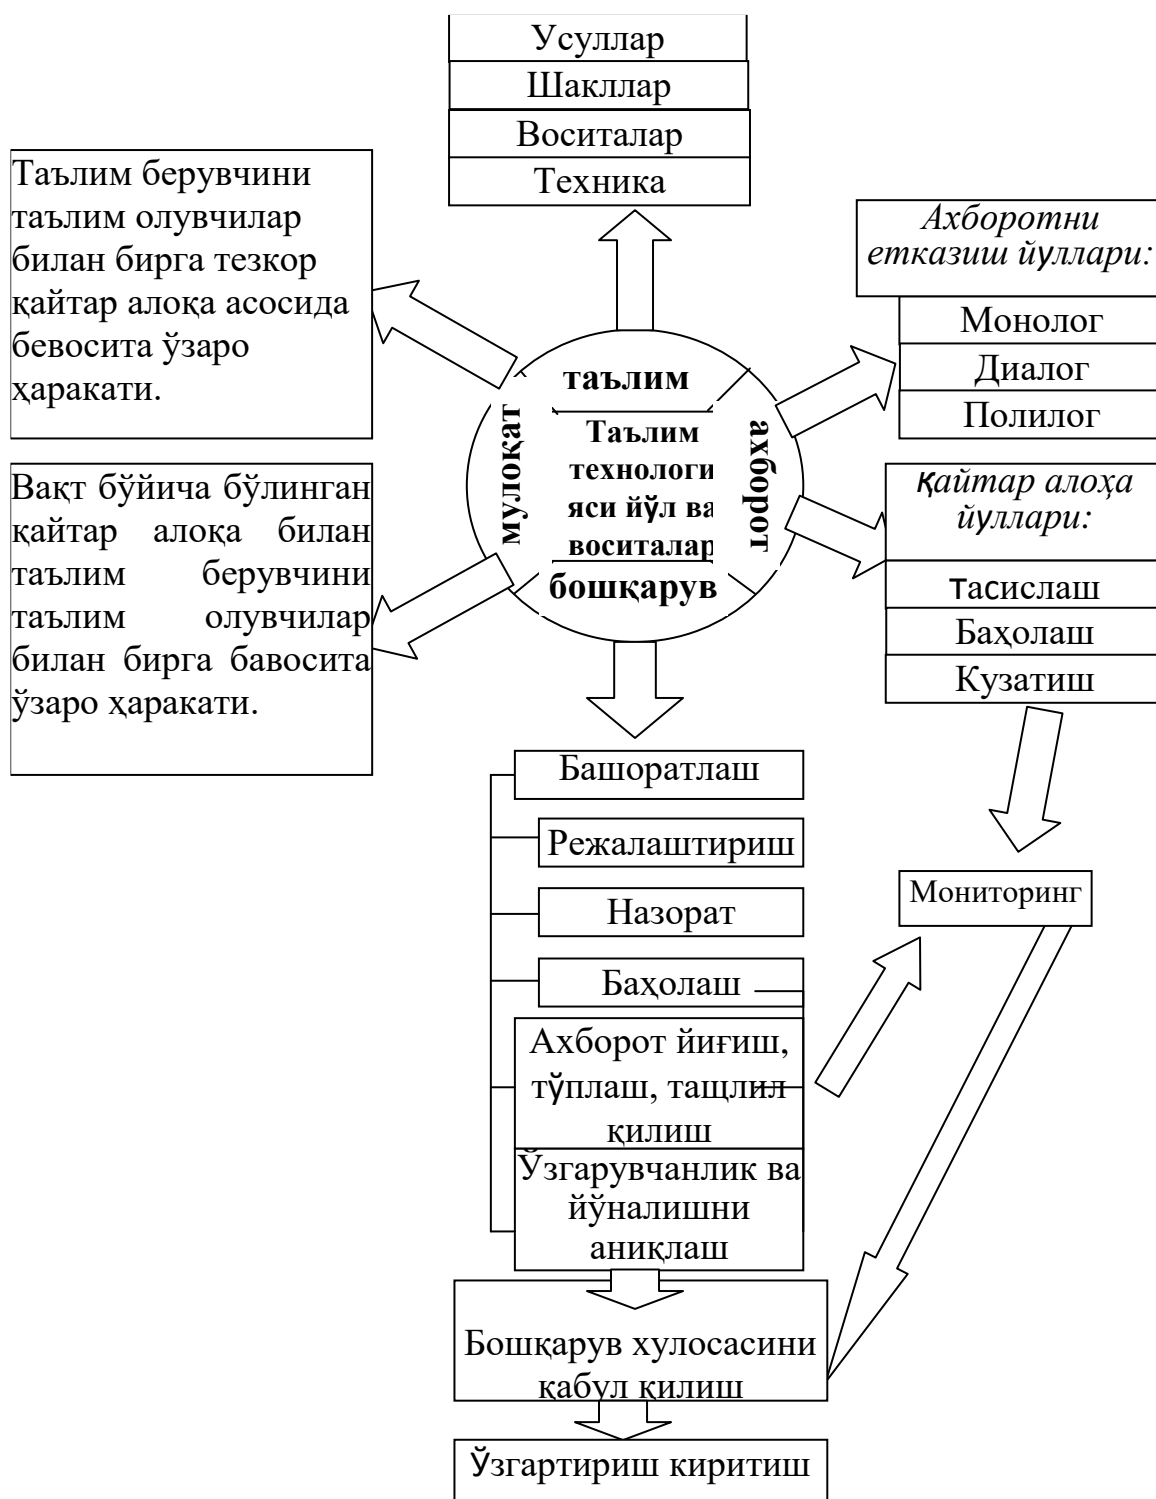 Усуллар
Шакллар
Воситалар
Техника
Таълим берувчини
таълим олувчилар
билан бирга тезкор
қайтар алоқа асосида
бевосита ўзаро
ҳаракати.
Ахборотни
етказиш йуллари:
Монолог
Диалог
Полилог
таълим
мулоқат
Таълим
технологи
яси йўл ва
воситалар
ахборот
бошқарув
Вақт бўйича бўлинган
қайтар алоқа билан
таълим берувчини
таълим олувчилар
билан бирга бавосита
ўзаро ҳаракати.
Қайтар алоҳа
йуллари:
Тасислаш
Баҳолаш
Кузатиш
Башоратлаш
Режалаштириш
Назорат
Баҳолаш
Мониторинг
Ахборот йиғиш,
тўплаш, тащлил
қилиш
Ўзгарувчанлик ва
йўналишни
аниқлаш
Бошқарув хулосасини
қабул қилиш
Ўзгартириш киритиш